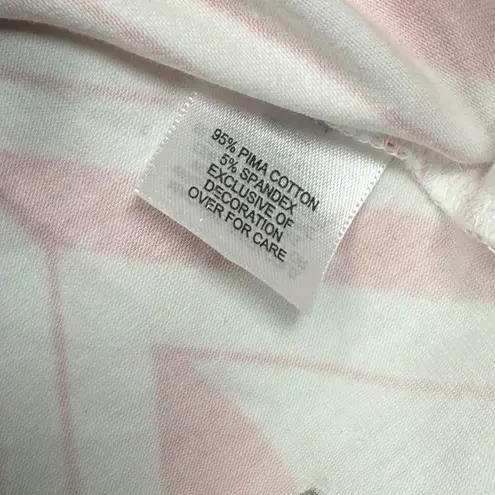 95% PIMA COTTON
5% SPANDEX
EXCLUSIVE OF
DECORATION
OVER FOR CARE